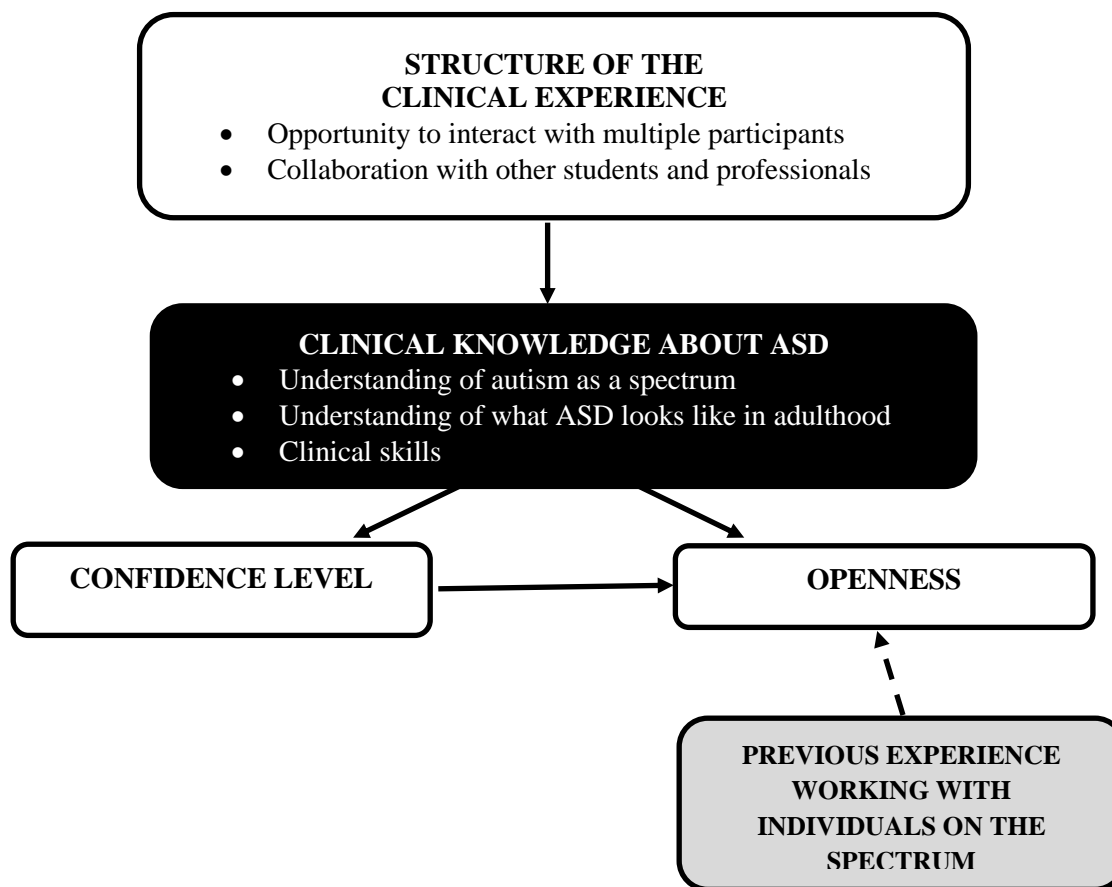 STRUCTURE OF THE
CLINICAL EXPERIENCE
• Opportunity to interact with multiple participants
• Collaboration with other students and professionals
CLINICAL KNOWLEDGE ABOUT ASD
• Understanding of autism as a spectrum
• Understanding of what ASD looks like in adulthood
• Clinical skills
CONFIDENCE LEVEL
OPENNESS
PREVIOUS EXPERIENCE
WORKING WITH
INDIVIDUALS ON THE
SPECTRUM